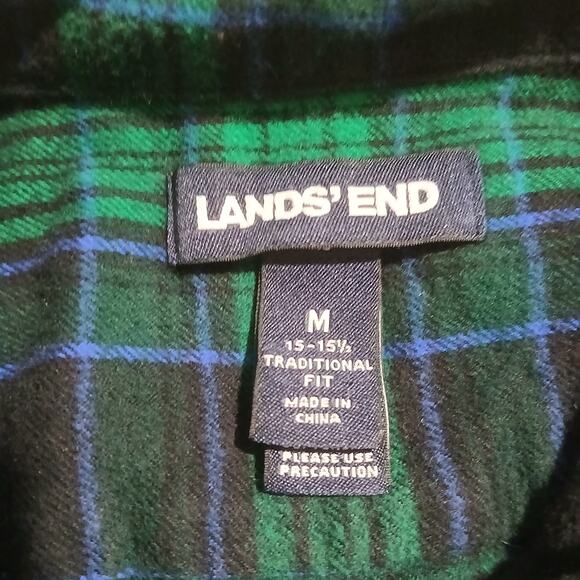 LANDS' END
M
15-15½
TRADITIONAL
FIT
MADE IN
CHINA
PLEASE USE
PRECAUTION